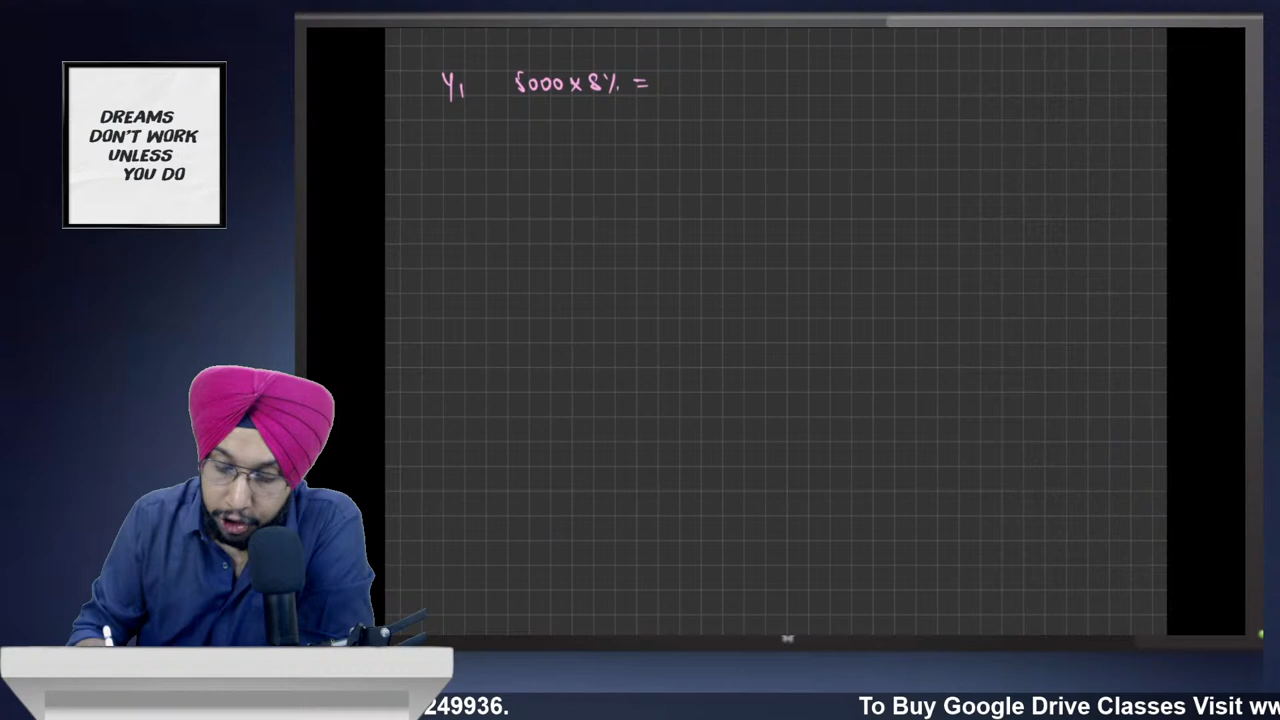 DREAMS
DON'T WORK
UNLESS
YOU DO
Y₁ 5000 × 8% =
249936.
To Buy Google Drive Classes Visit ww